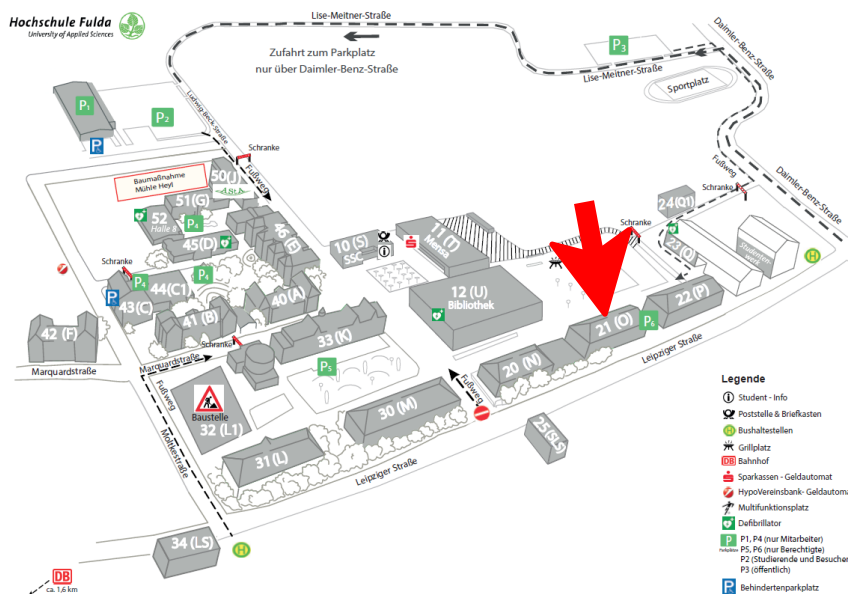 Hochschule Fulda
University of Applied Sciences
Lise-Meitner-Straße
Zufahrt zum Parkplatz
nur über Daimler-Benz-Straße
P3
Lise-Meitner-Straße
Sportplatz
Daimler-Benz-Straße
Daimler-Benz-Straße
P1
P2
P
Ludwig-Beck-Straße
Schranke
Fußweg
Baumaßnahme
Mühle Heyl
50(J)
AStA
51(G)
52
Halle 8
P4
45(D)
46(E)
Schranke
P4
P4
P
44(C1)
43(C)
40(A)
41(B)
42 (F)
Marquardstraße
Marquardstraße
Schranke
33 (K)
P5
10(S)
SSC
11(T)
Mensa
12(U)
Bibliothek
Fußweg
Schranke
24(Q1)
Schranke
23(Q)
Studenten-
werk
H
22(P)
21(O)
P6
20(N)
Leipziger Straße
Fußweg
25(SLS)
30(M)
31(L)
Leipziger Straße
Baustelle
32 (L1)
Fußweg
Moltkestraße
34(LS)
H
DB
ca. 1,6 km
Legende
Student - Info
Poststelle & Briefkasten
H Bushaltestellen
Grillplatz
DB Bahnhof
Sparkassen - Geldautomat
HypoVereinsbank- Geldautoma
Multifunktionsplatz
Defibrillator
P P1, P4 (nur Mitarbeiter)
Parkplätze P5, P6 (nur Berechtigte)
P2 (Studierende und Besucher
P3 (öffentlich)
P Behindertenparkplatz